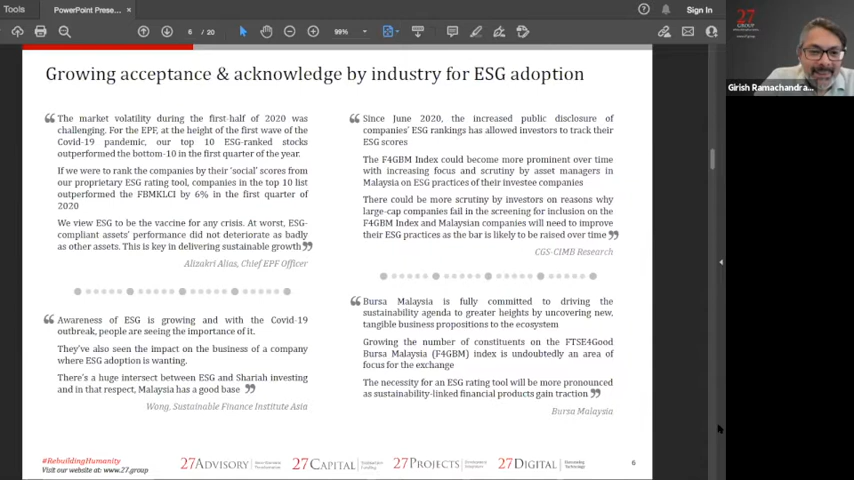 Tools
PowerPoint Pres...
Sign In
6 / 20
99%
27
GROUP
Girish Ramachandra...
Growing acceptance & acknowledge by industry for ESG adoption
The market volatility during the first-half of 2020 was
challenging. For the EPF, at the height of the first wave of the
Covid-19 pandemic, our top 10 ESG-ranked stocks
outperformed the bottom-10 in the first quarter of the year.
If we were to rank the companies by their 'social' scores from
our proprietary ESG rating tool, companies in the top 10 list
outperformed the FBMKLCI by 6% in the first quarter of
2020
We view ESG to be the vaccine for any crisis. At worst, ESG-
compliant assets' performance did not deteriorate as badly
as other assets. This is key in delivering sustainable growth
Alizakri Alias, Chief EPF Officer
Awareness of ESG is growing and with the Covid-19
outbreak, people are seeing the importance of it.
They've also seen the impact on the business of a company
where ESG adoption is wanting.
There's a huge intersect between ESG and Shariah investing
and in that respect, Malaysia has a good base
Wong, Sustainable Finance Institute Asia
Since June 2020, the increased public disclosure of
companies' ESG rankings has allowed investors to track their
ESG scores
The F4GBM Index could become more prominent over time
with increasing focus and scrutiny by asset managers in
Malaysia on ESG practices of their investee companies
There could be more scrutiny by investors on reasons why
large-cap companies fail in the screening for inclusion on the
F4GBM Index and Malaysian companies will need to improve
their ESG practices as the bar is likely to be raised over time
CGS-CIMB Research
Bursa Malaysia is fully committed to driving the
sustainability agenda to greater heights by uncovering new,
tangible business propositions to the ecosystem
Growing the number of constituents on the FTSE4Good
Bursa Malaysia (F4GBM) index is undoubtedly an area of
focus for the exchange
The necessity for an ESG rating tool will be more pronounced
as sustainability-linked financial products gain traction
Bursa Malaysia
#RebuildingHumanity
Visit our website at: www.27.group
27ADVISORY
27CAPITAL
27PROJECTS
27DIGITAL
6